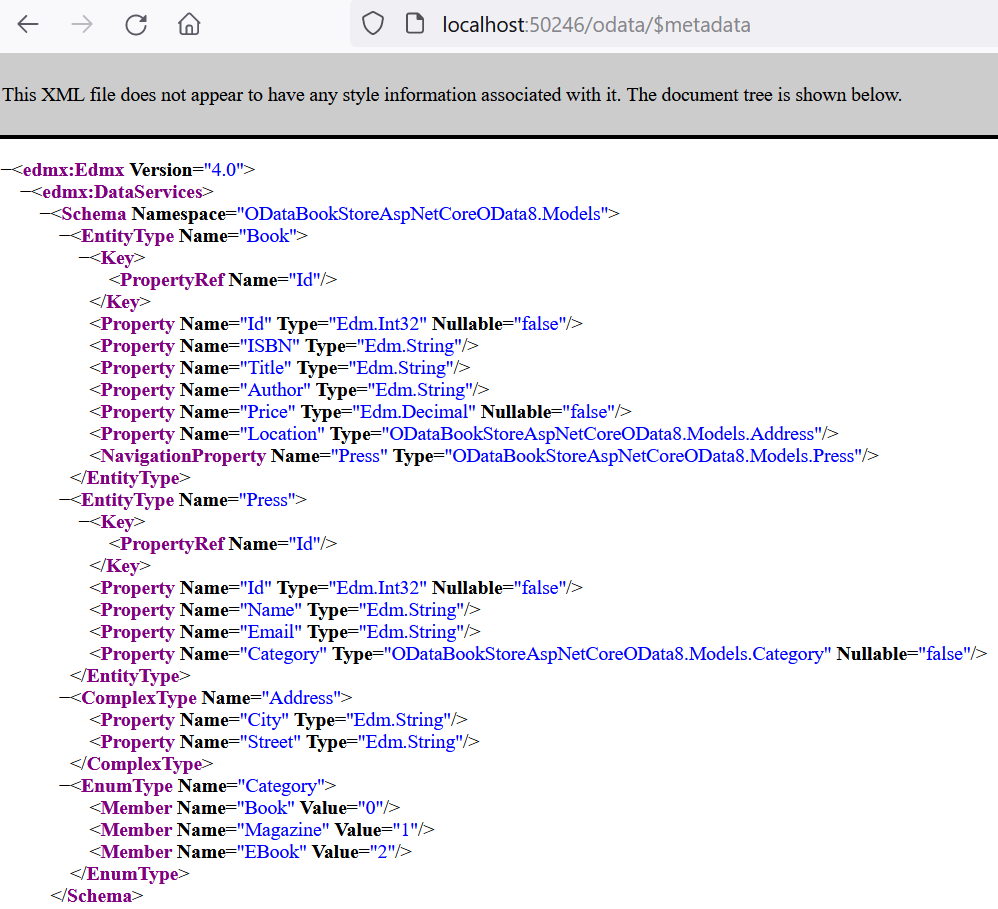 localhost:50246/odata/$metadata
This XML file does not appear to have any style information associated with it. The document tree is shown below.
−<edmx:Edmx Version="4.0">
−<edmx:DataServices>
−<Schema Namespace="ODataBookStoreAspNetCoreOData8.Models">
−<EntityType Name="Book">
−<Key>
<PropertyRef Name="Id"/>
</Key>
<Property Name="Id" Type="Edm.Int32" Nullable="false"/>
<Property Name="ISBN" Type="Edm.String"/>
<Property Name="Title" Type="Edm.String"/>
<Property Name="Author" Type="Edm.String"/>
<Property Name="Price" Type="Edm.Decimal" Nullable="false"/>
<Property Name="Location" Type="ODataBookStoreAspNetCoreOData8.Models.Address"/>
<NavigationProperty Name="Press" Type="ODataBookStoreAspNetCoreOData8.Models.Press"/>
</EntityType>
−<EntityType Name="Press">
−<Key>
<PropertyRef Name="Id"/>
</Key>
<Property Name="Id" Type="Edm.Int32" Nullable="false"/>
<Property Name="Name" Type="Edm.String"/>
<Property Name="Email" Type="Edm.String"/>
<Property Name="Category" Type="ODataBookStoreAspNetCoreOData8.Models.Category" Nullable="false"/>
</EntityType>
−<ComplexType Name="Address">
<Property Name="City" Type="Edm.String"/>
<Property Name="Street" Type="Edm.String"/>
</ComplexType>
−<EnumType Name="Category">
<Member Name="Book" Value="0"/>
<Member Name="Magazine" Value="1"/>
<Member Name="EBook" Value="2"/>
</EnumType>
</Schema>